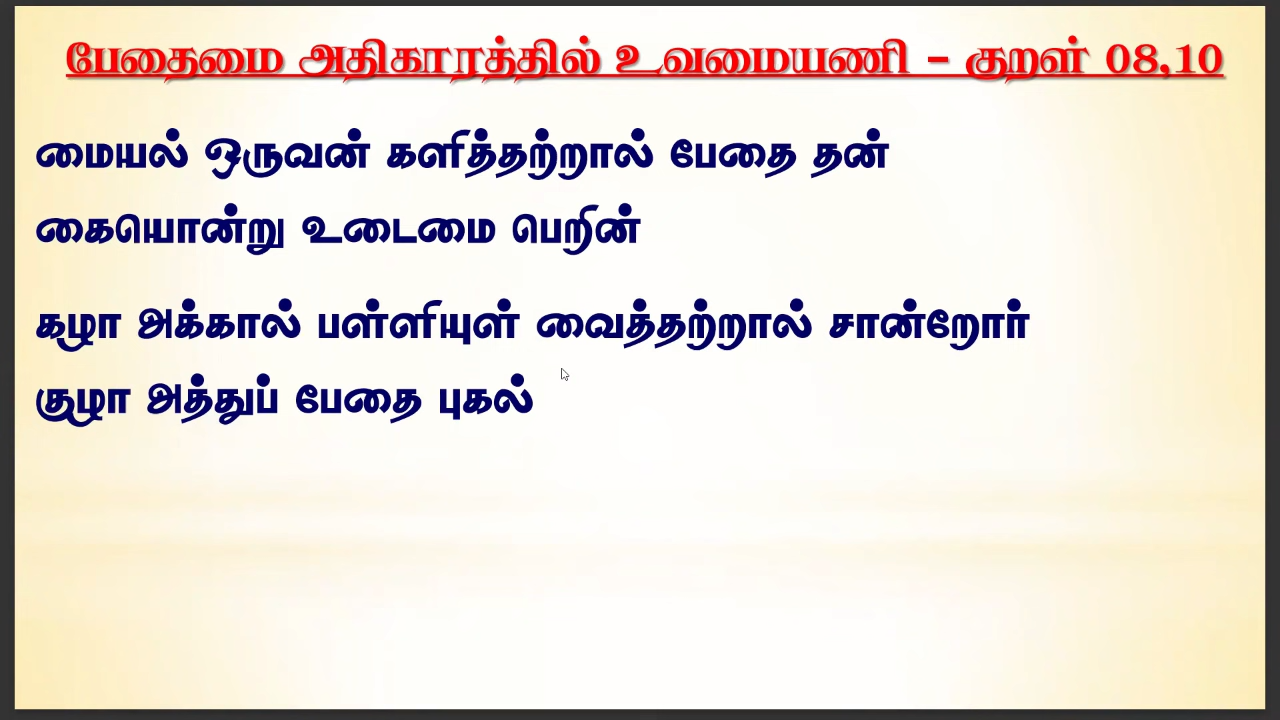 பேதைமை அதிகாரத்தில் உவமையணி - குறள் 08,10
மையல் ஒருவன் களித்தற்றால் பேதை தன்
கையொன்று உடைமை பெறின்
கழா அக்கால் பள்ளியுள் வைத்தற்றால் சான்றோர்
குழா அத்துப் பேதை புகல்